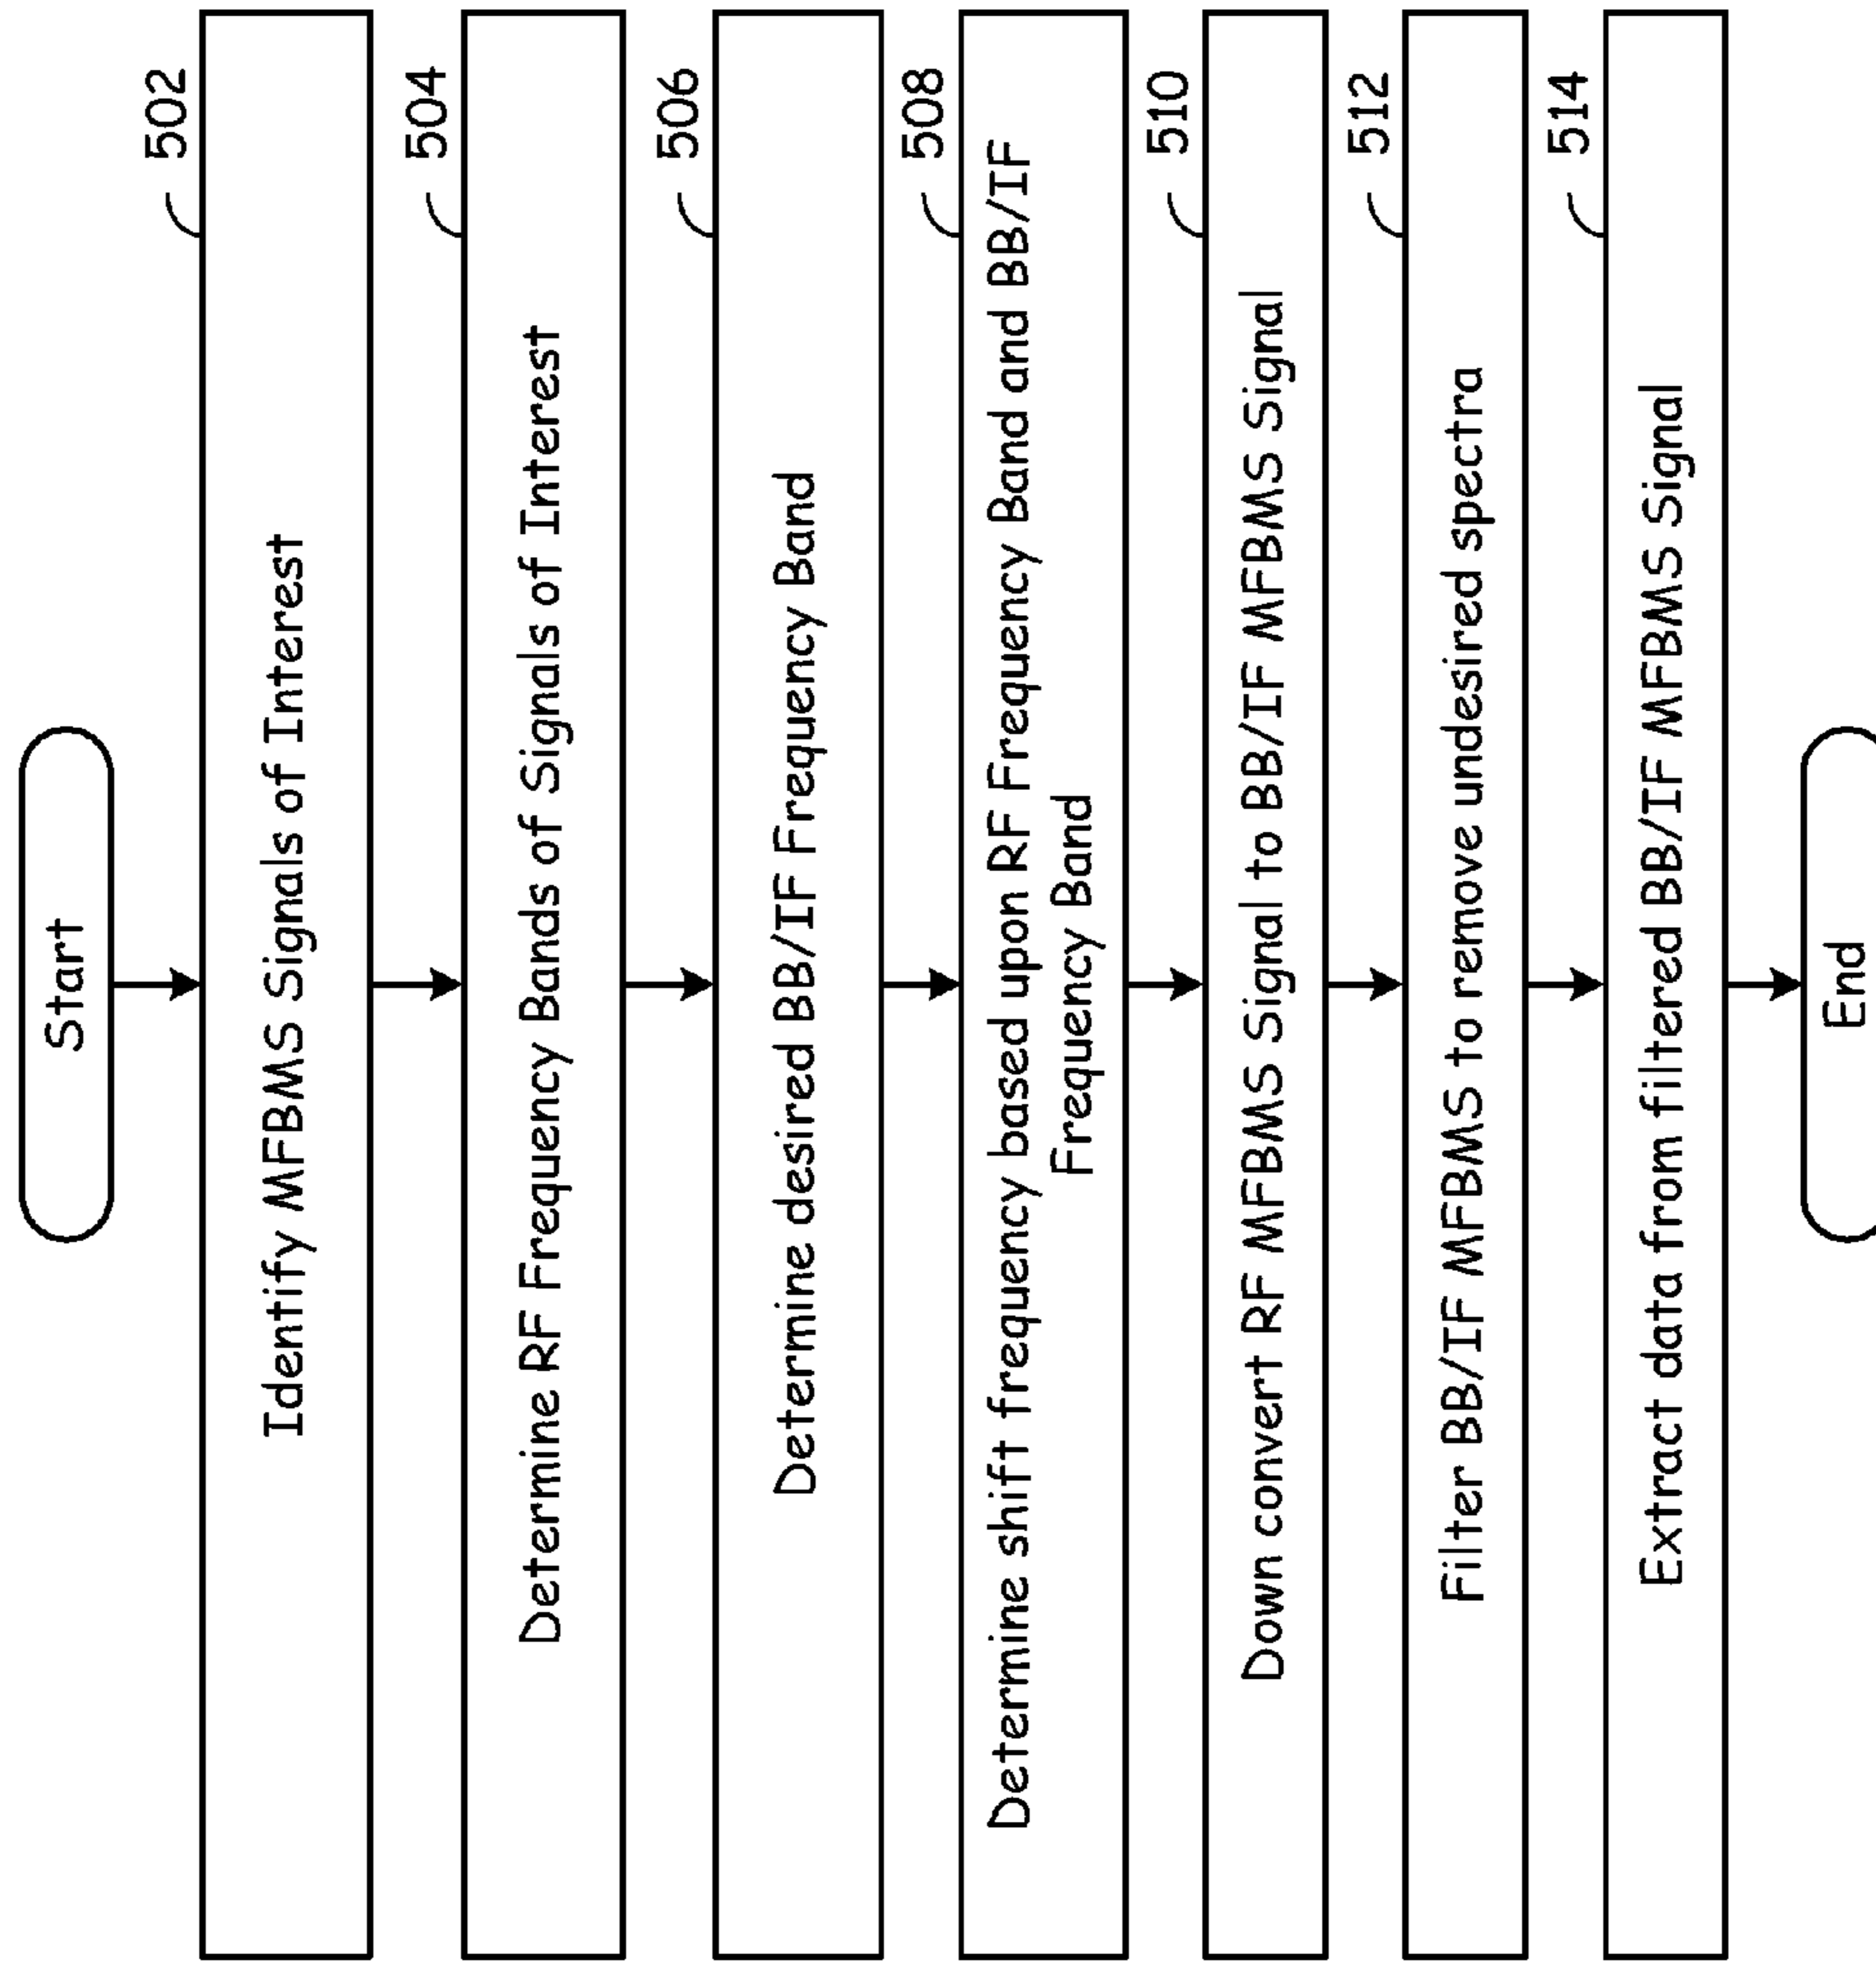 Start
502
Identify MFBMS Signals of Interest
504
Determine RF Frequency Bands of Signals of Interest
506
Determine desired BB/IF Frequency Band
508
Determine shift frequency based upon RF Frequency Band and BB/IF
Frequency Band
510
Down convert RF MFBMS Signal to BB/IF MFBMS Signal
512
Filter BB/IF MFBMS to remove undesired spectra
514
Extract data from filtered BB/IF MFBMS Signal
End